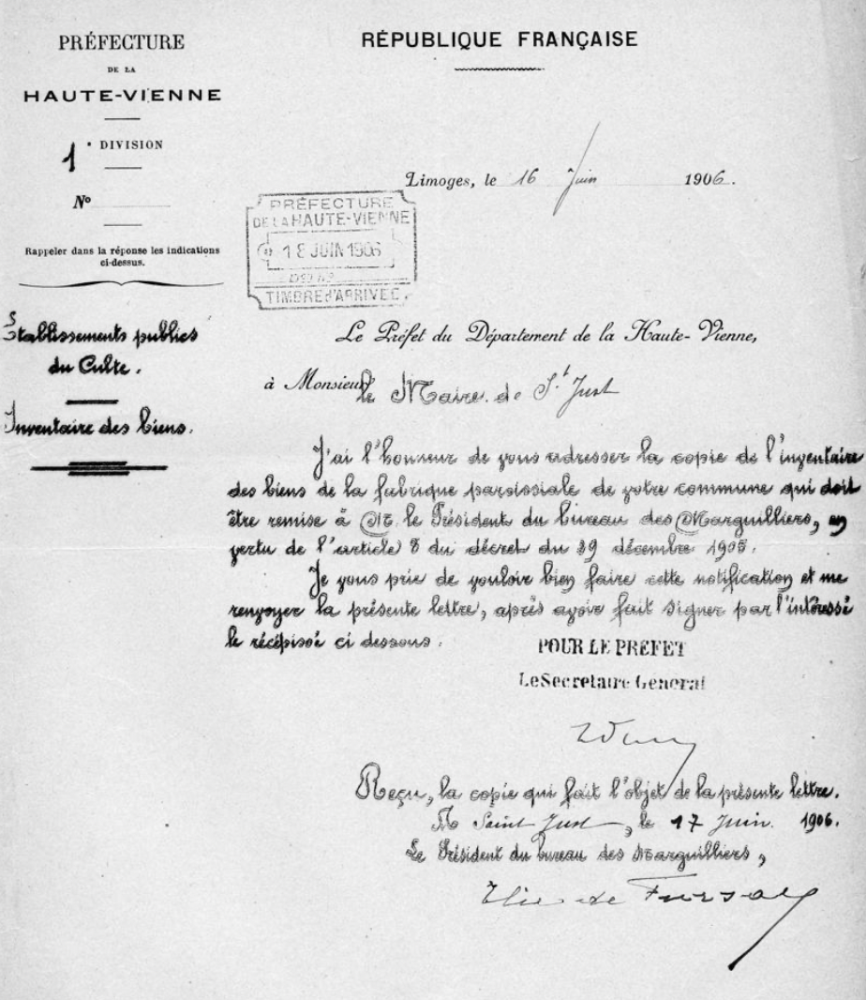 PRÉFECTURE
DE LA
HAUTE-VIENNE
1e DIVISION
No
Rappeler dans la réponse les indications
ci-dessus.
Établissements publics
du Culte.
Inventaire des biens.
RÉPUBLIQUE FRANÇAISE
Limoges, le 16 Juin 1906.
PRÉFECTURE
DE LA HAUTE-VIENNE
18 JUIN 1906
TIMBRE d'ARRIVEE
Le Préfet du Département de la Haute-Vienne,
à Monsieur le Maire de St Just
J'ai l'honneur de vous adresser la copie de l'inventaire
des biens de la fabrique paroissiale de votre commune qui doit
être remise à M. le Président du bureau des Marguilliers, en
vertu de l'article 8 du décret du 29 décembre 1905.
Je vous prie de vouloir bien faire cette notification et me
renvoyer la présente lettre, après avoir fait signer par l'intéressé
le récépissé ci dessous.
POUR LE PREFET
Le Secrétaire Général
Reçu, la copie qui fait l'objet de la présente lettre.
A Saint Just, le 17 Juin 1906.
Le Président du bureau des Marguilliers,